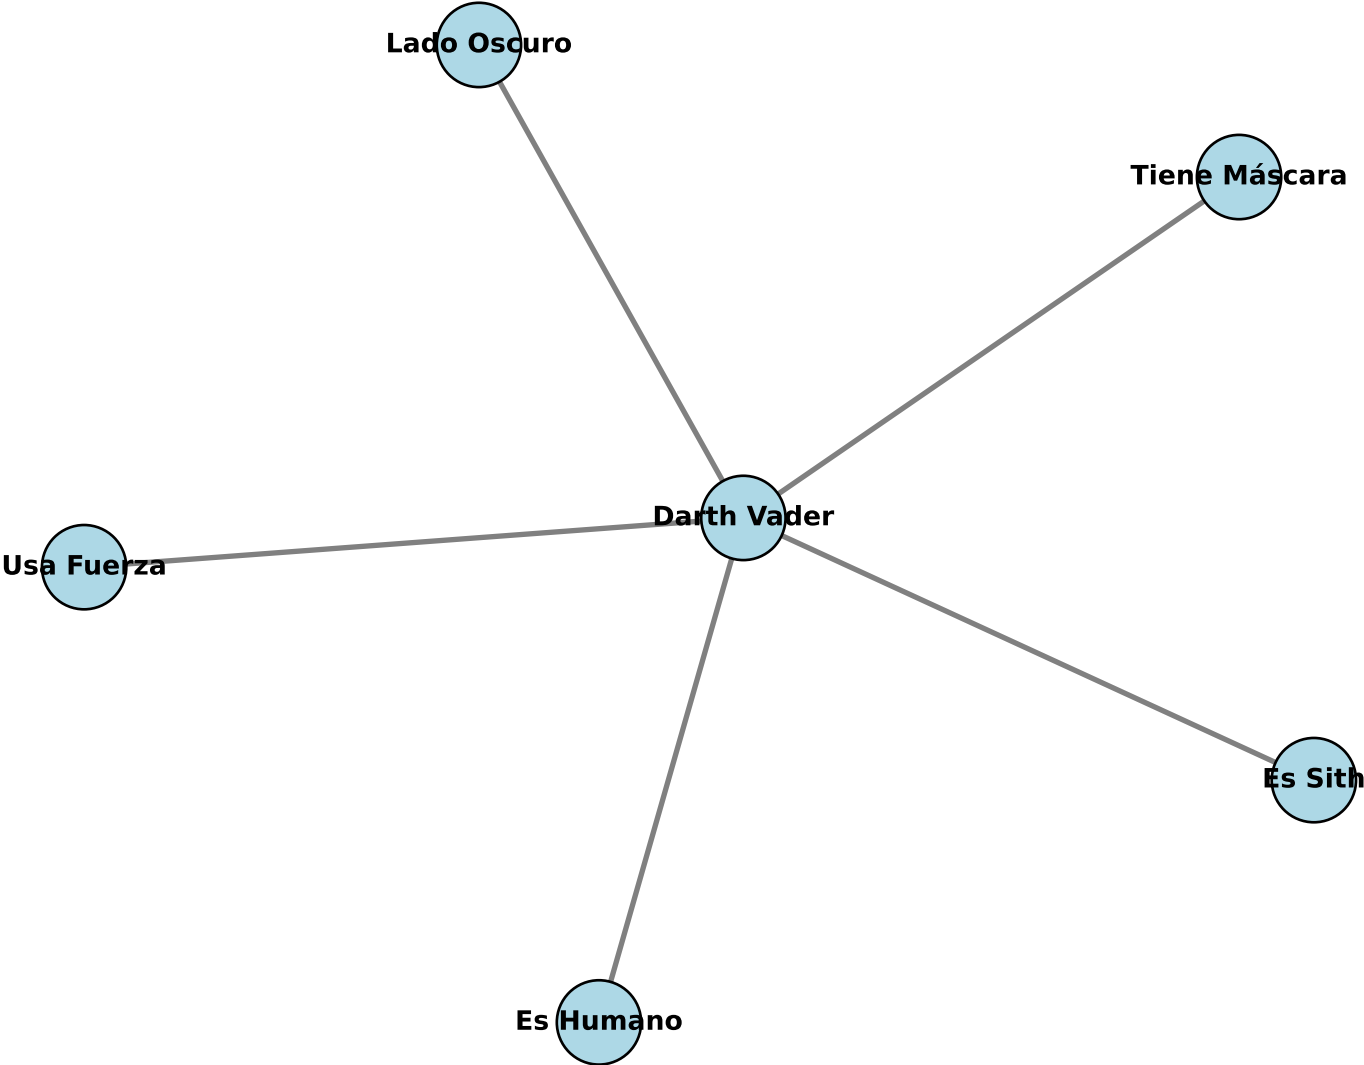 Lado Oscuro
Tiene Máscara
Darth Vader
Usa Fuerza
Es Sith
Es Humano